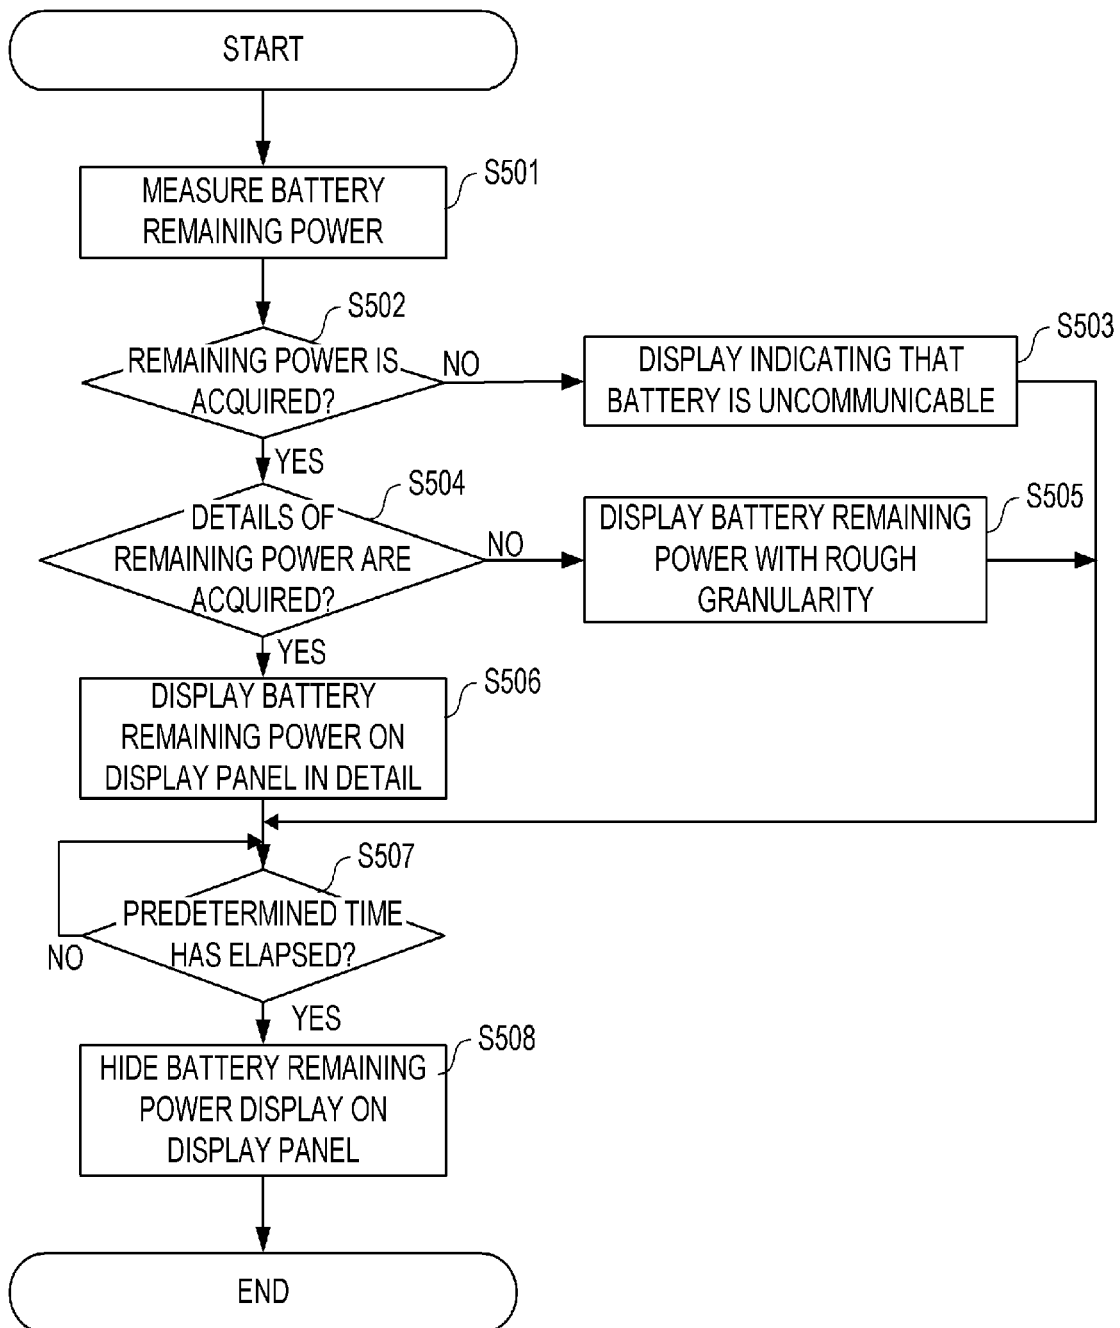 START
S501
MEASURE BATTERY
REMAINING POWER
S502
REMAINING POWER IS
ACQUIRED?
NO
S503
DISPLAY INDICATING THAT
BATTERY IS UNCOMMUNICABLE
YES
S504
DETAILS OF
REMAINING POWER ARE
ACQUIRED?
NO
S505
DISPLAY BATTERY REMAINING
POWER WITH ROUGH
GRANULARITY
YES
S506
DISPLAY BATTERY
REMAINING POWER ON
DISPLAY PANEL IN DETAIL
S507
PREDETERMINED TIME
HAS ELAPSED?
NO
YES
S508
HIDE BATTERY REMAINING
POWER DISPLAY ON
DISPLAY PANEL
END